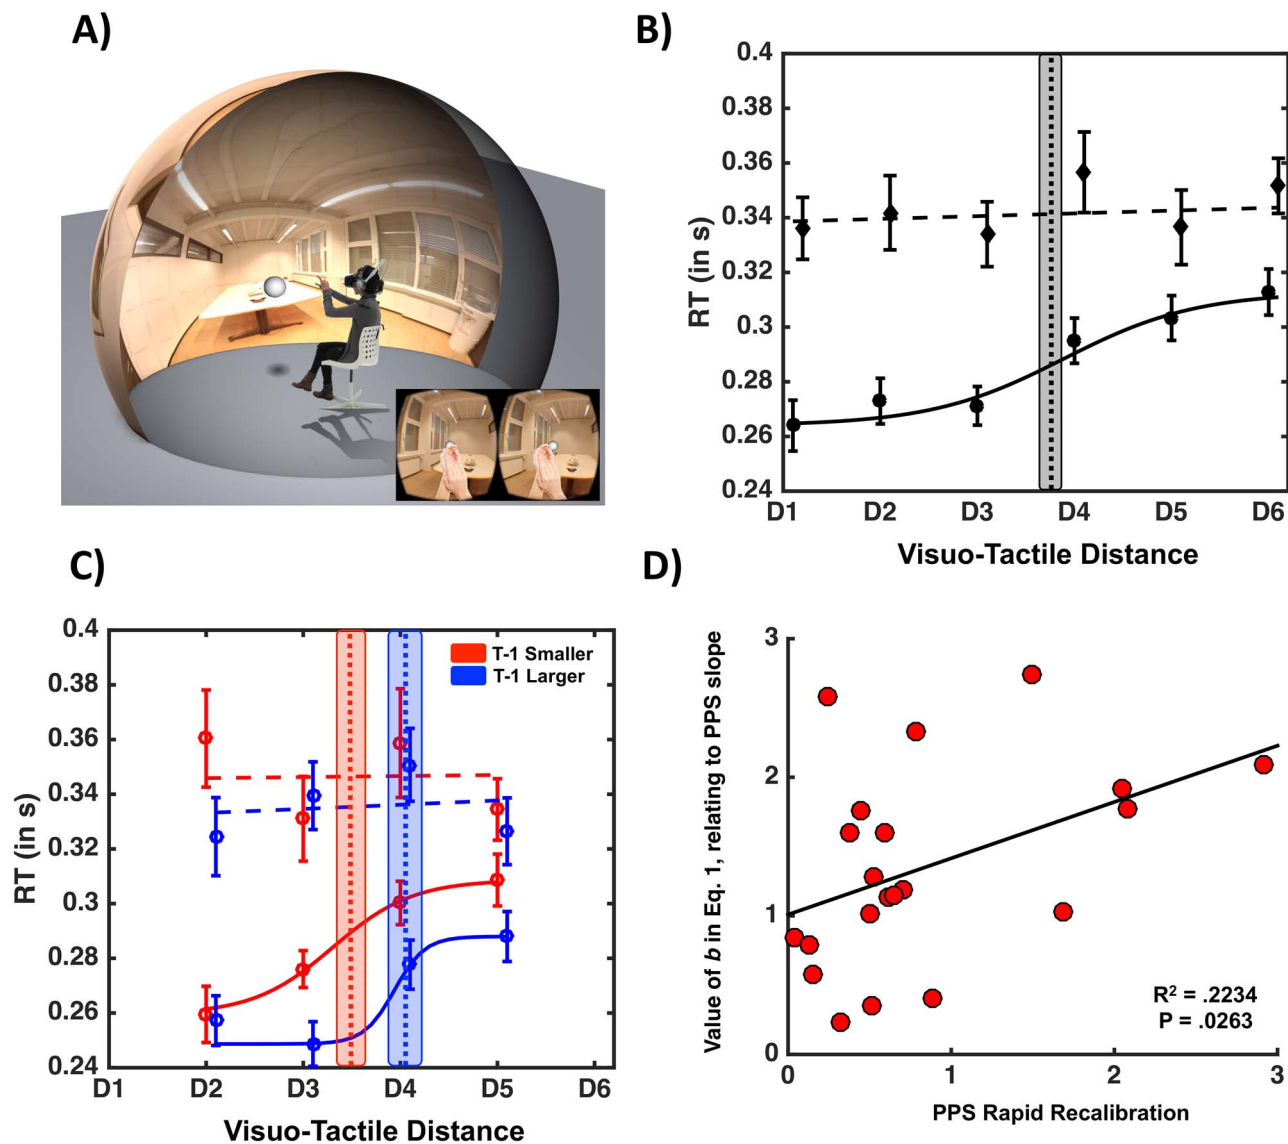 A)
B)
0.4
0.38
0.36
0.34
0.32
0.3
0.28
0.26
0.24
RT (in s)
D1 D2 D3 D4 D5 D6
Visuo-Tactile Distance
C)
0.4
0.38
0.36
0.34
0.32
0.3
0.28
0.26
0.24
RT (in s)
T-1 Smaller
T-1 Larger
D1 D2 D3 D4 D5 D6
Visuo-Tactile Distance
D)
Value of b in Eq. 1, relating to PPS slope
3
2
1
0
R² = .2234
P = .0263
0 1 2 3
PPS Rapid Recalibration